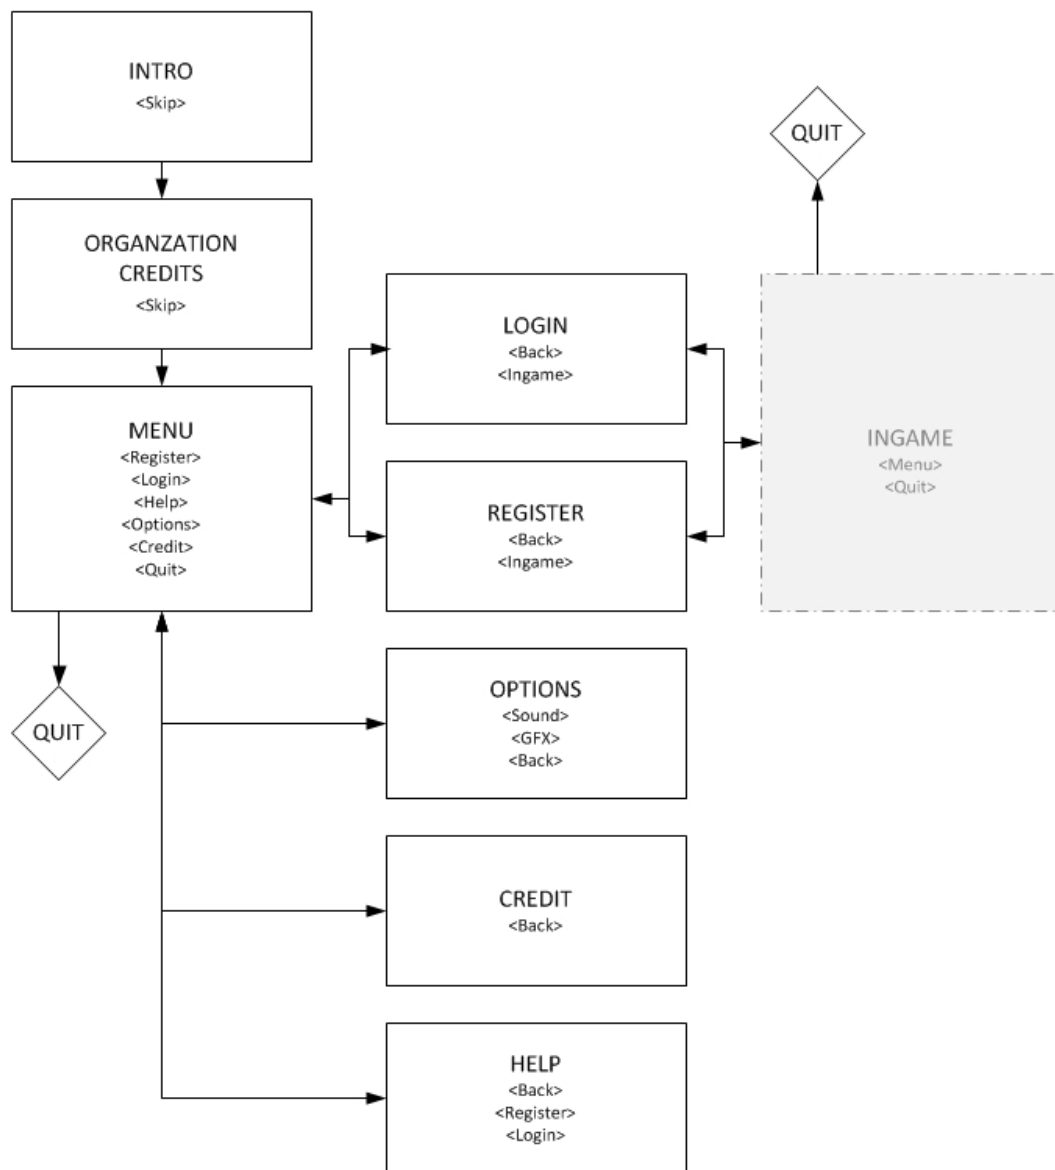 INTRO
<Skip>
QUIT
ORGANZATION
CREDITS
<Skip>
LOGIN
<Back>
<Ingame>
MENU
<Register>
<Login>
<Help>
<Options>
<Credit>
<Quit>
REGISTER
<Back>
<Ingame>
INGAME
<Menu>
<Quit>
QUIT
OPTIONS
<Sound>
<GFX>
<Back>
CREDIT
<Back>
HELP
<Back>
<Register>
<Login>